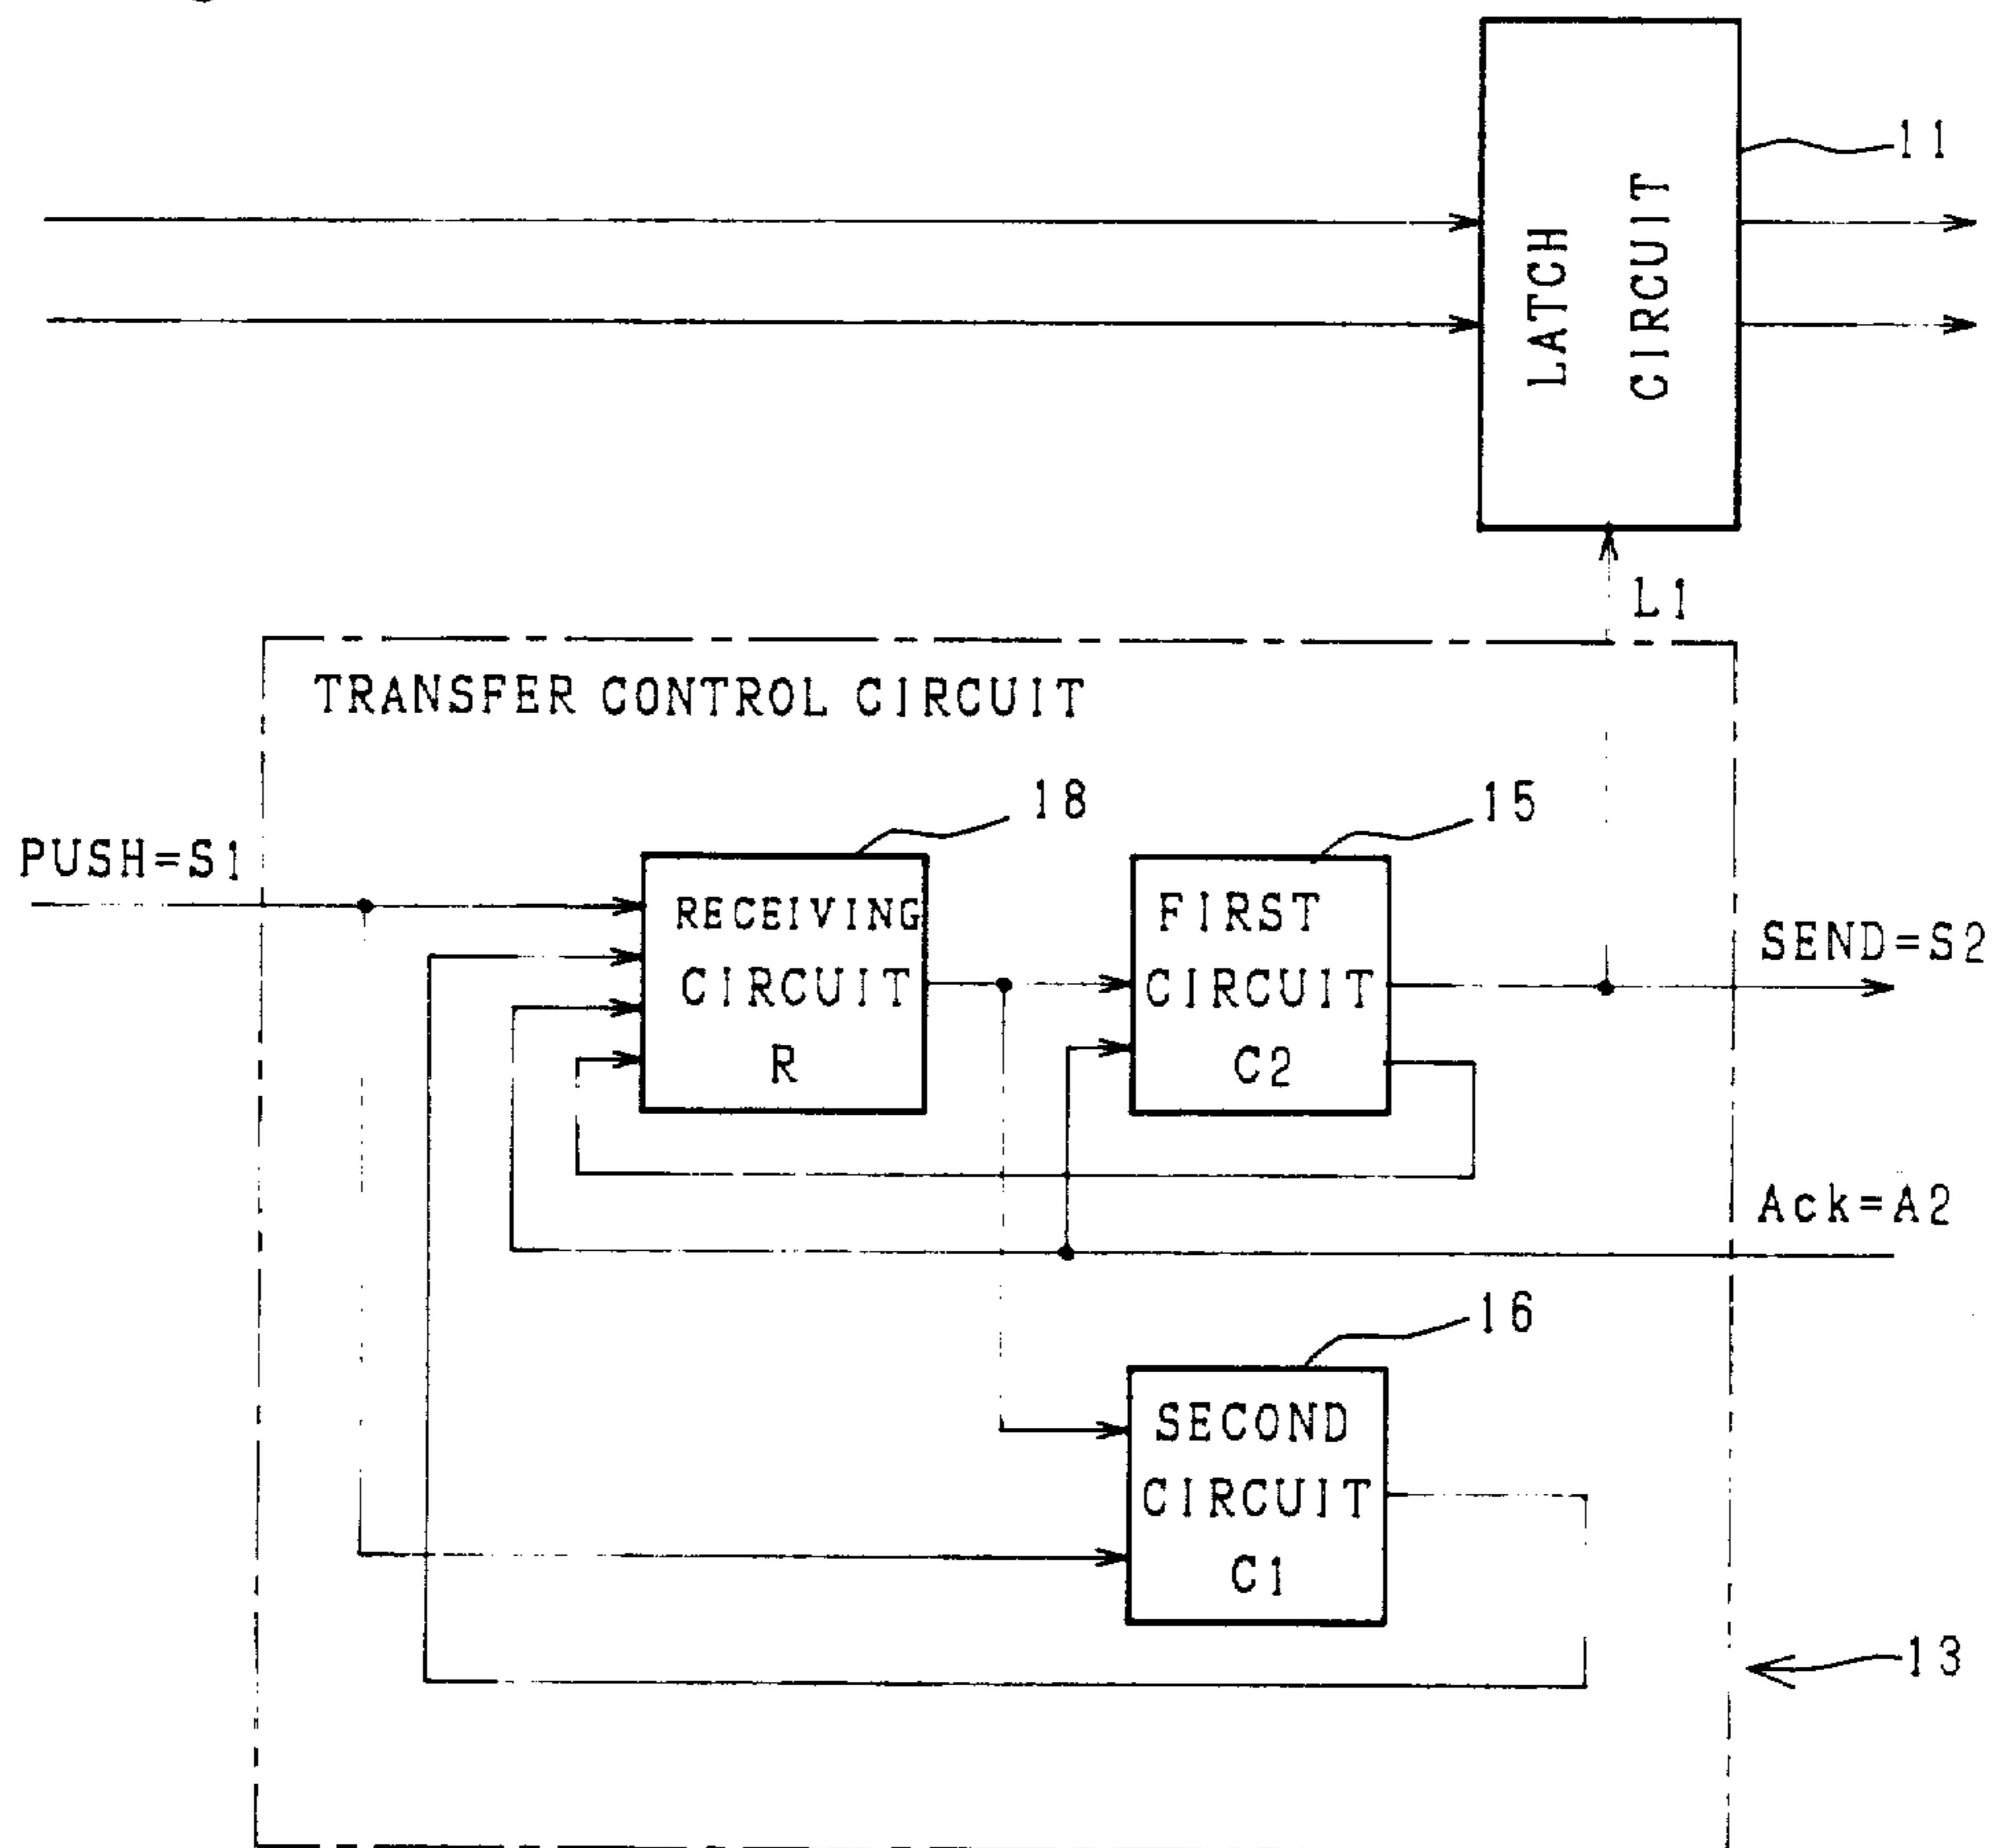 LATCH
CIRCUIT
11
L1
TRANSFER CONTROL CIRCUIT
18
15
PUSH=S1
RECEIVING
CIRCUIT
R
FIRST
CIRCUIT
C2
SEND=S2
Ack=A2
16
SECOND
CIRCUIT
C1
13